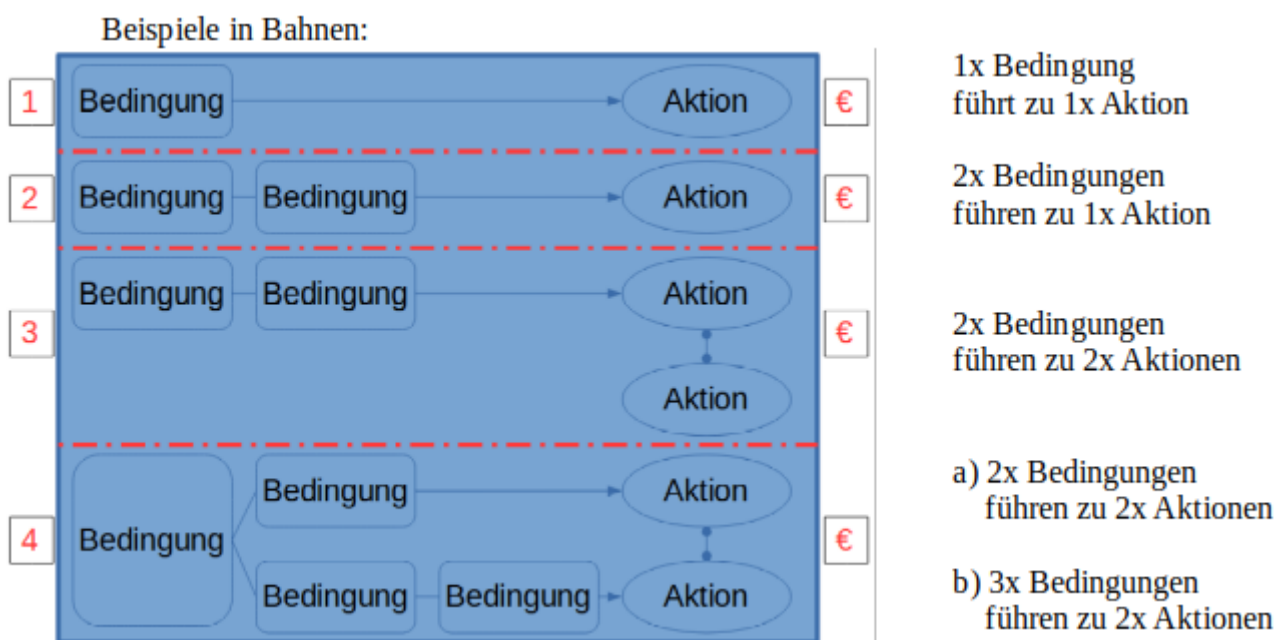 Beispiele in Bahnen:
1 Bedingung Aktion €
1x Bedingung
führt zu 1x Aktion
2 Bedingung Bedingung Aktion €
2x Bedingungen
führen zu 1x Aktion
Bedingung Bedingung Aktion
3 €
Aktion
2x Bedingungen
führen zu 2x Aktionen
Bedingung Aktion
4 Bedingung €
Bedingung Bedingung Aktion
a) 2x Bedingungen
führen zu 2x Aktionen
b) 3x Bedingungen
führen zu 2x Aktionen